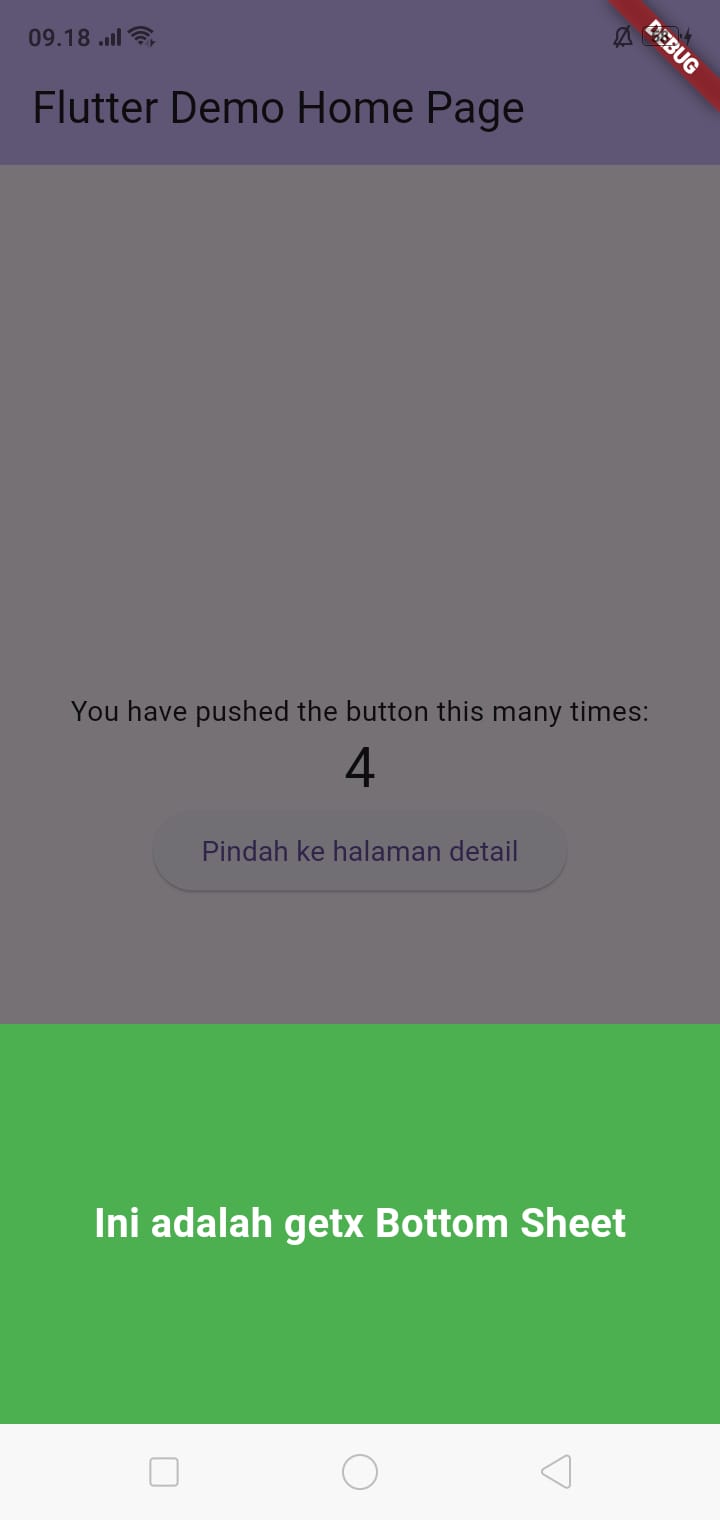 09.18
DEBUG
Flutter Demo Home Page
You have pushed the button this many times:
4
Pindah ke halaman detail
Ini adalah getx Bottom Sheet